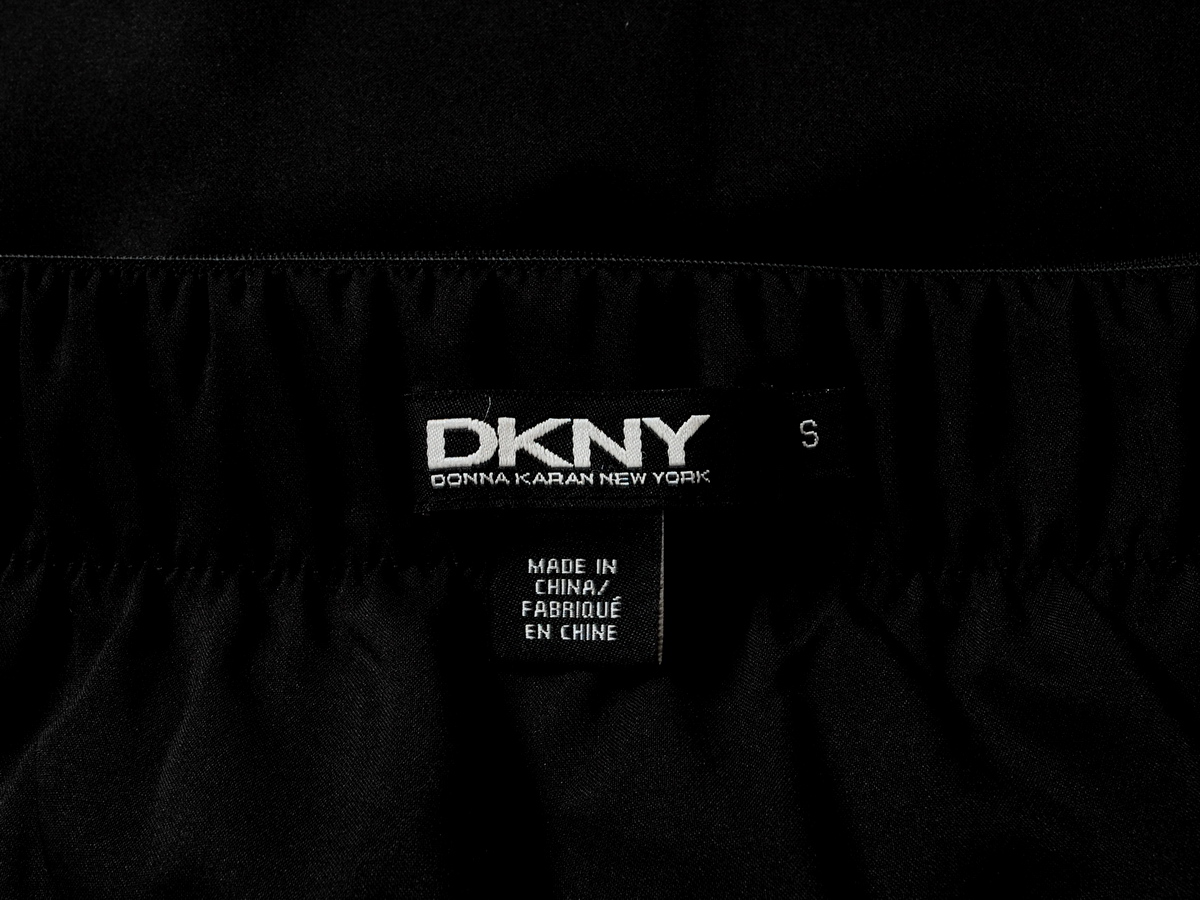 DKNY
DONNA KARAN NEW YORK
S
MADE IN
CHINA/
FABRIQUÉ
EN CHINE